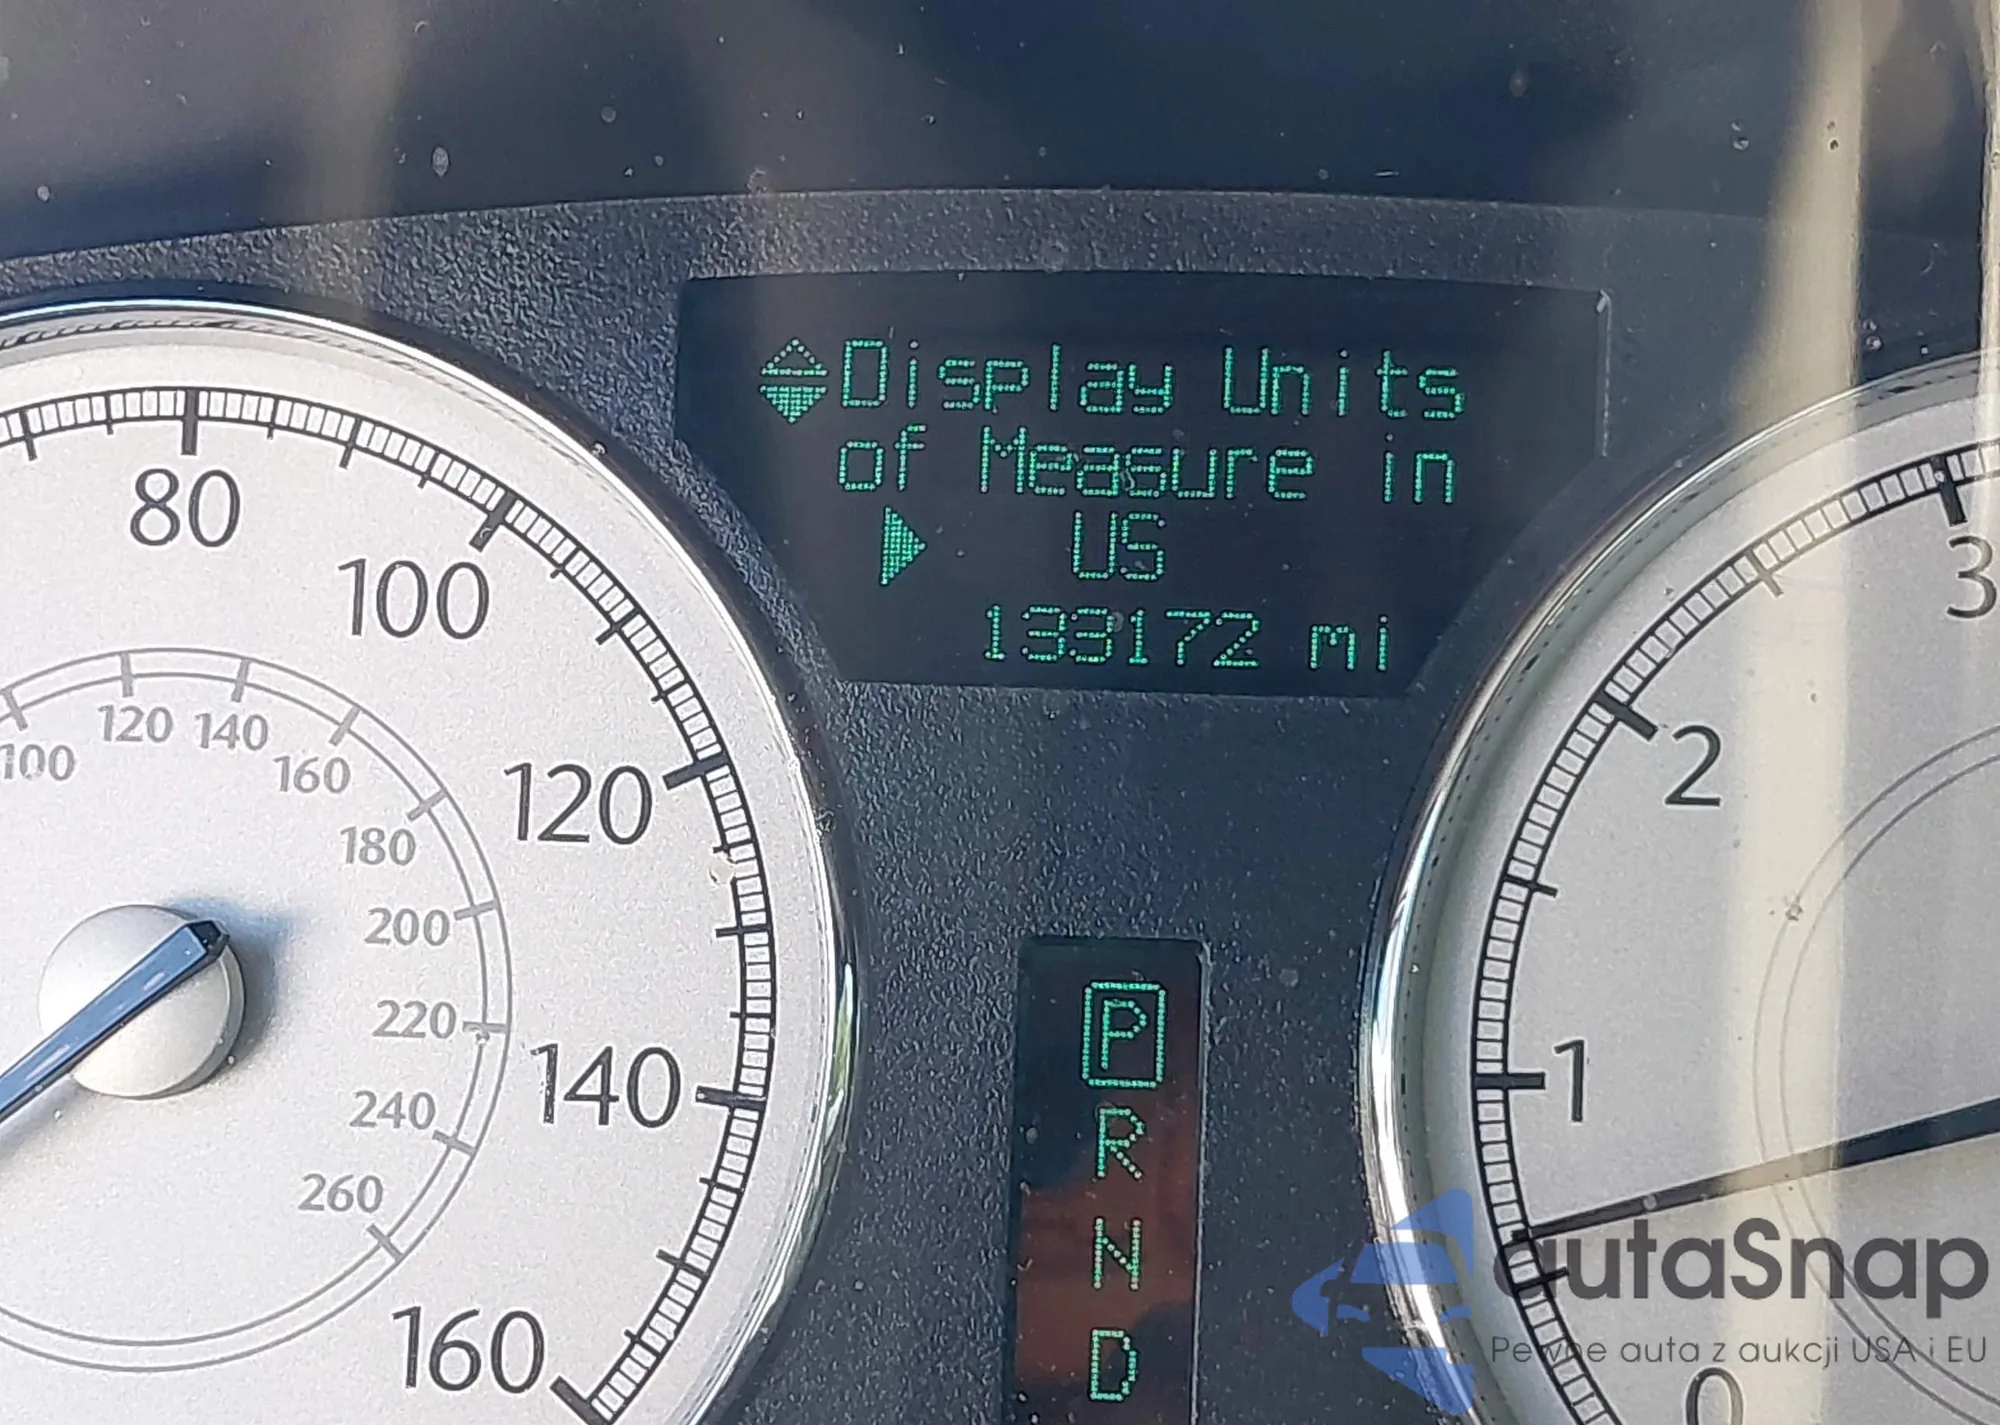 Display Units
of Measure in
US
133172 mi
80
100
120
140
160
100
120
140
160
180
200
220
240
260
P
R
N
D
3
2
1
0
autaSnap
Pewne auta z aukcji USA i EU